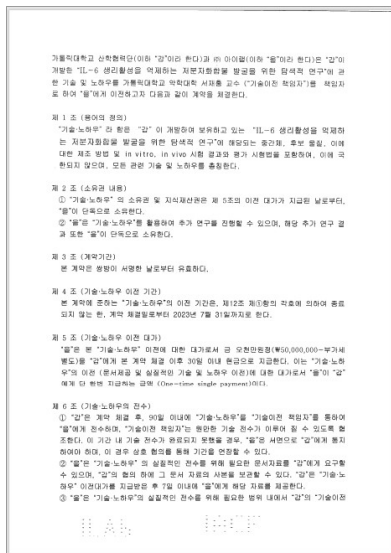 가톨릭대학교 산학협력단(이하 "갑"이라 한다)과 ㈜ 아이랩(이하 "을"이라 한다)은 "갑"이
개발한 "IL-6 생리활성을 억제하는 저분자화합물 발굴을 위한 탐색적 연구"에 관
한 기술 및 노하우를 가톨릭대학교 약학대학 서재홍 교수 ("기술이전 책임자")를 책임자
로 하여 "을"에게 이전하고자 다음과 같이 계약을 체결한다.
제 1 조 (용어의 정의)
"기술·노하우" 라 함은 "갑" 이 개발하여 보유하고 있는 "IL-6 생리활성을 억제하
는 저분자화합물 발굴을 위한 탐색적 연구"에 해당되는 중간체, 후보 물질, 이에
대한 제조 방법 및 in vitro, in vivo 시험 결과와 평가 시험법을 포함하여, 이에 국
한되지 않으며, 모든 관련 기술 및 노하우를 총칭한다.
제 2 조 (소유권 내용)
① "기술·노하우" 의 소유권 및 지식재산권은 제 5조의 이전 대가가 지급된 날로부터,
"을"이 단독으로 소유한다.
② "을"은 "기술·노하우"를 활용하여 추가 연구를 진행할 수 있으며, 해당 추가 연구 결
과 또한 "을"이 단독으로 소유한다.
제 3 조 (계약기간)
본 계약은 쌍방이 서명한 날로부터 유효하다.
제 4 조 (기술·노하우 이전 기간)
본 계약에 준하는 "기술·노하우"의 이전 기간은, 제12조 제①항의 각호에 의하여 종료
되지 않는 한, 계약 체결일로부터 2023년 7월 31일까지로 한다.
제 5 조 (기술·노하우 이전 대가)
"을"은 본 "기술·노하우" 이전에 대한 대가로서 금 오천만원정(₩50,000,000-부가세
별도)을 "갑"에게 본 계약 체결 이후 30일 이내 현금으로 지급한다. 이는 "기술·노하
우"의 이전 (문서제공 및 실질적인 기술 및 노하우 이전)에 대한 대가로서 "을"이 "갑"
에게 단 한번 지급하는 금액 (One-time single payment)이다.
제 6 조 (기술·노하우의 전수)
① "갑"은 계약 체결 후, 90일 이내에 "기술·노하우"를 "기술이전 책임자"를 통하여
"을"에게 전수하며, "기술이전 책임자"는 원만한 기술 전수가 이루어 질 수 있도록 협
조한다. 이 기간 내 기술 전수가 완료되지 못했을 경우, "을"은 서면으로 "갑"에게 통지
하여야 하며, 이 경우 상호 협의를 통해 기간을 연장할 수 있다.
② "을"은 "기술·노하우" 의 실질적인 전수를 위해 필요한 문서자료를 "갑"에게 요구할
수 있으며, "갑"의 협의 하에 그 문서 자료의 사본을 보관할 수 있다. "갑"은 "기술·노하
우" 이전대가를 지급받은 후 7일 이내에 "을"에게 해당 자료를 제공한다.
③ "을"은 "기술·노하우"의 실질적인 전수를 위해 필요한 범위 내에서 "갑"의 "기술이전